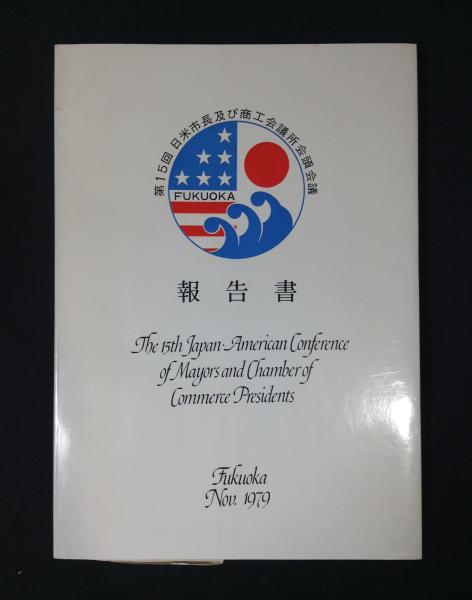 第15回 日米市長及び商工会議所会頭会議
FUKUOKA
報告書
The 15th Japan-American Conference
of Mayors and Chamber of
Commerce Presidents
Fukuoka
Nov. 1979